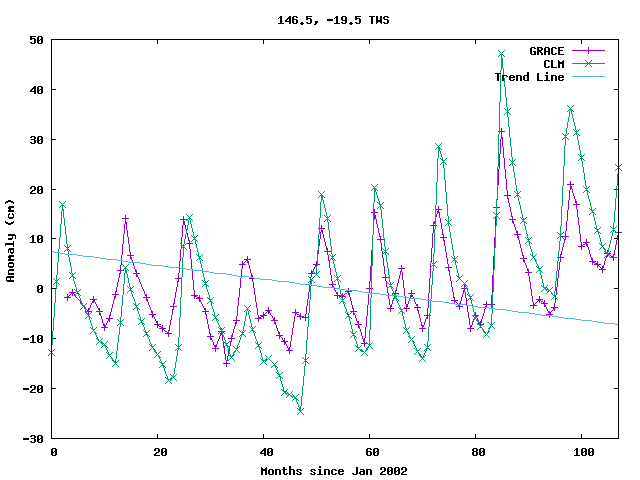 146.5, -19.5 TWS
GRACE
CLM
Trend Line
50
40
30
20
10
0
-10
-20
-30
Anomaly (cm)
0 20 40 60 80 100
Months since Jan 2002